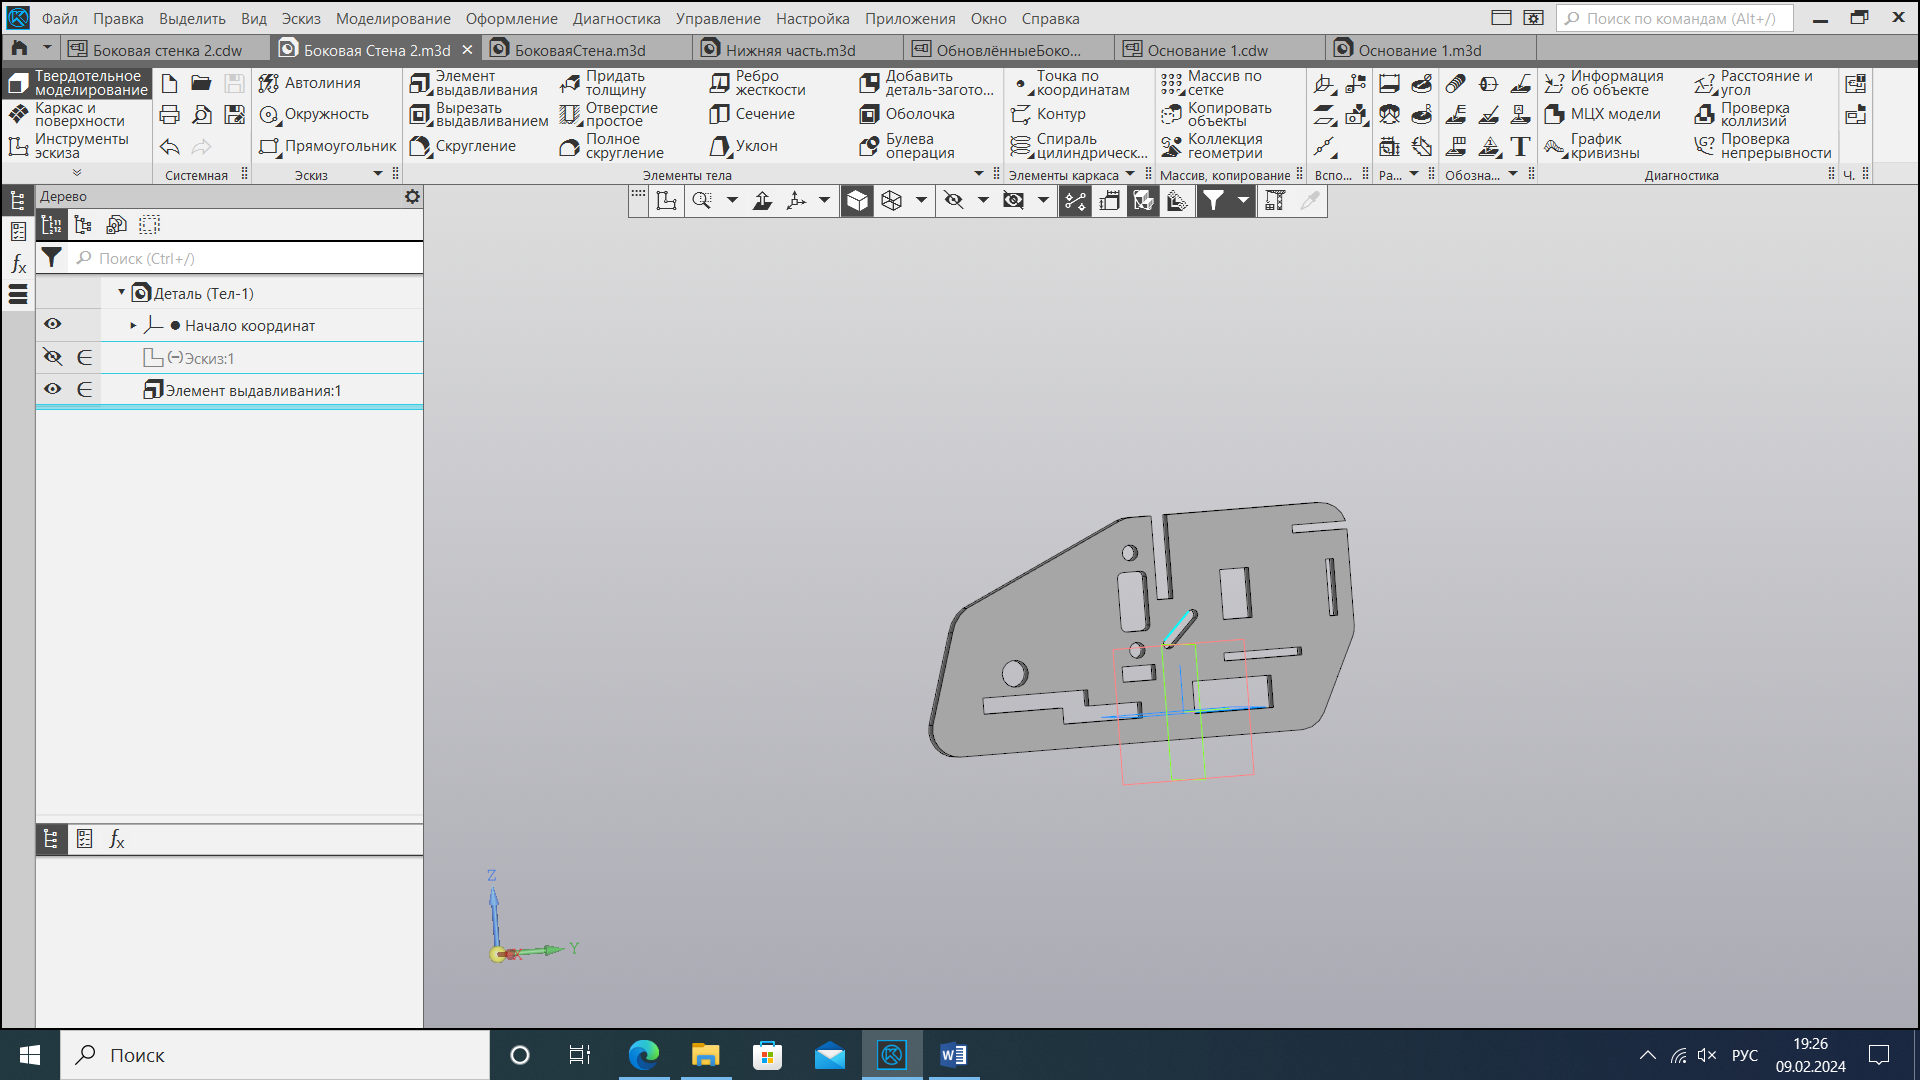 Файл Правка Выделить Вид Эскиз Моделирование Оформление Диагностика Управление Настройка Приложения Окно Справка Поиск по командам (Alt+/)
Боковая стенка 2.cdw Боковая Стена 2.m3d БоковаяСтена.m3d Нижняя часть.m3d ОбновлённыеБоко... Основание 1.cdw Основание 1.m3d
Твердотельное моделирование
Каркас и поверхности
Инструменты эскиза
Системная
Автолиния
Окружность
Прямоугольник
Эскиз
Элемент выдавливания
Вырезать выдавливанием
Скругление
Придать толщину
Отверстие простое
Полное скругление
Ребро жесткости
Сечение
Уклон
Добавить деталь-загото...
Оболочка
Булева операция
Элементы тела
Точка по координатам
Контур
Спираль цилиндрическ...
Элементы каркаса
Массив по сетке
Копировать объекты
Коллекция геометрии
Массив, копирование
Вспо...
Ра...
Обозна...
Информация об объекте
МЦХ модели
График кривизны
Расстояние и угол
Проверка коллизий
Проверка непрерывности
Диагностика
Ч.
Дерево
Поиск (Ctrl+/)
Деталь (Тел-1)
Начало координат
(−)Эскиз:1
Элемент выдавливания:1
fx
fx
Z
Y
X
Поиск
РУС
19:26
09.02.2024